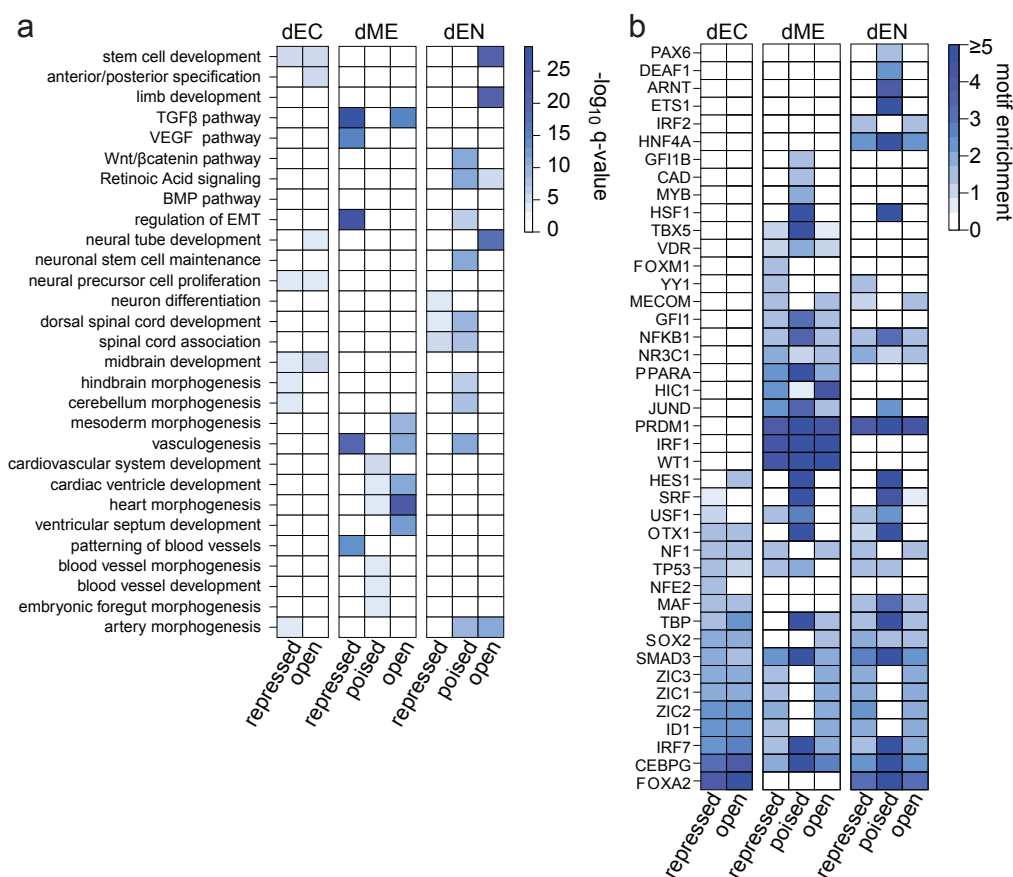 a
dEC
dME
dEN
stem cell development
anterior/posterior specification
limb development
TGFβ pathway
VEGF pathway
Wnt/βcatenin pathway
Retinoic Acid signaling
BMP pathway
regulation of EMT
neural tube development
neuronal stem cell maintenance
neural precursor cell proliferation
neuron differentiation
dorsal spinal cord development
spinal cord association
midbrain development
hindbrain morphogenesis
cerebellum morphogenesis
mesoderm morphogenesis
vasculogenesis
cardiovascular system development
cardiac ventricle development
heart morphogenesis
ventricular septum development
patterning of blood vessels
blood vessel morphogenesis
blood vessel development
embryonic foregut morphogenesis
artery morphogenesis
repressed
open
repressed
poised
open
repressed
poised
open
25
20
15
10
5
0
-log10 q-value
b
dEC
dME
dEN
PAX6
DEAF1
ARNT
ETS1
IRF2
HNF4A
GFI1B
CAD
MYB
HSF1
TBX5
VDR
FOXM1
YY1
MECOM
GFI1
NFKB1
NR3C1
PPARA
HIC1
JUND
PRDM1
IRF1
WT1
HES1
SRF
USF1
OTX1
NF1
TP53
NFE2
MAF
TBP
SOX2
SMAD3
ZIC3
ZIC1
ZIC2
ID1
IRF7
CEBPG
FOXA2
repressed
open
repressed
poised
open
repressed
poised
open
≥5
4
3
2
1
0
motif enrichment